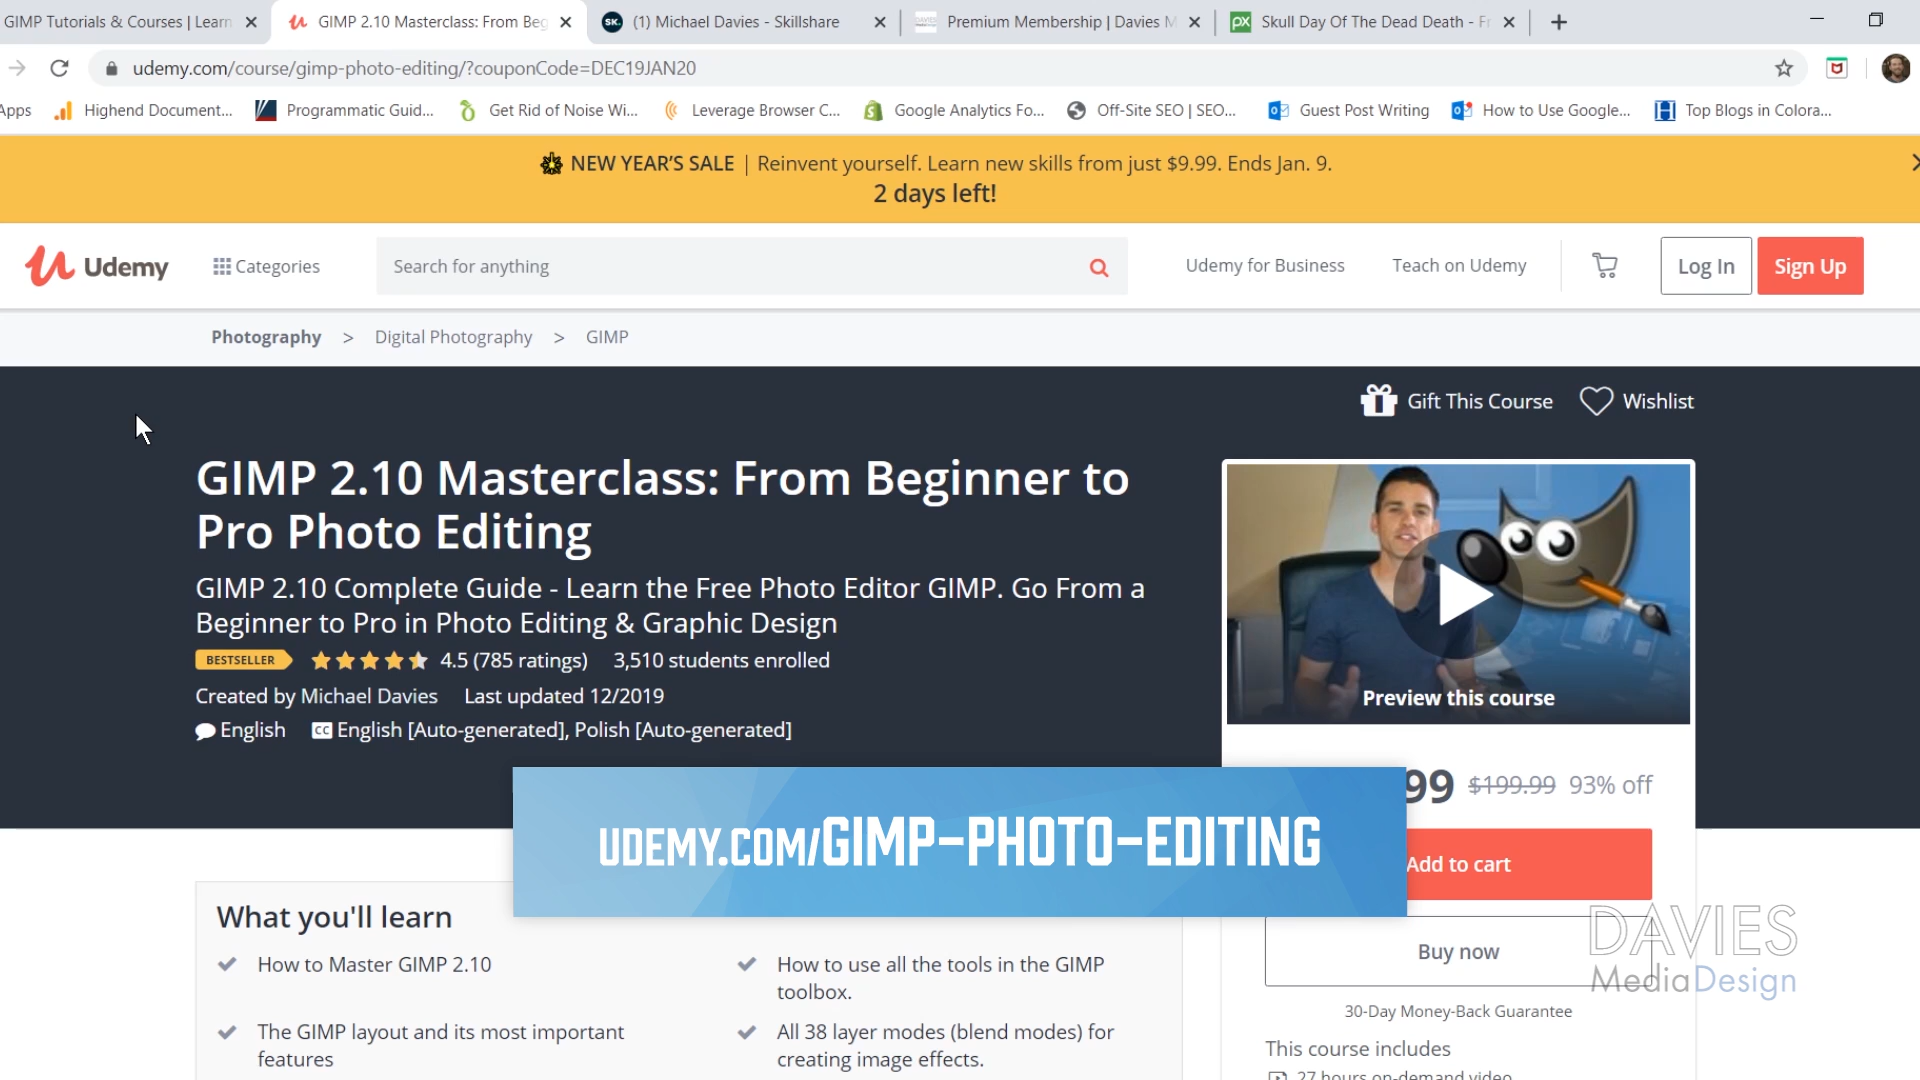 GIMP Tutorials & Courses | Learn
GIMP 2.10 Masterclass: From Beg
SK. (1) Michael Davies - Skillshare
Premium Membership | Davies M
PX Skull Day Of The Dead Death - Fr
udemy.com/course/gimp-photo-editing/?couponCode=DEC19JAN20
Apps Highend Document... Programmatic Guid... Get Rid of Noise Wi... Leverage Browser C... Google Analytics Fo... Off-Site SEO | SEO... Guest Post Writing How to Use Google... Top Blogs in Colora...
NEW YEAR'S SALE | Reinvent yourself. Learn new skills from just $9.99. Ends Jan. 9.
2 days left!
Udemy Categories Search for anything Udemy for Business Teach on Udemy Log In Sign Up
Photography > Digital Photography > GIMP
Gift This Course Wishlist
GIMP 2.10 Masterclass: From Beginner to
Pro Photo Editing
GIMP 2.10 Complete Guide - Learn the Free Photo Editor GIMP. Go From a
Beginner to Pro in Photo Editing & Graphic Design
BESTSELLER 4.5 (785 ratings) 3,510 students enrolled
Created by Michael Davies Last updated 12/2019
English CC English [Auto-generated], Polish [Auto-generated]
Preview this course
99 $199.99 93% off
UDEMY.COM/GIMP-PHOTO-EDITING
Add to cart
Buy now
30-Day Money-Back Guarantee
This course includes
27 hours on-demand video
What you'll learn
How to Master GIMP 2.10
The GIMP layout and its most important
features
How to use all the tools in the GIMP
toolbox.
All 38 layer modes (blend modes) for
creating image effects.
DAVIES
MediaDesign